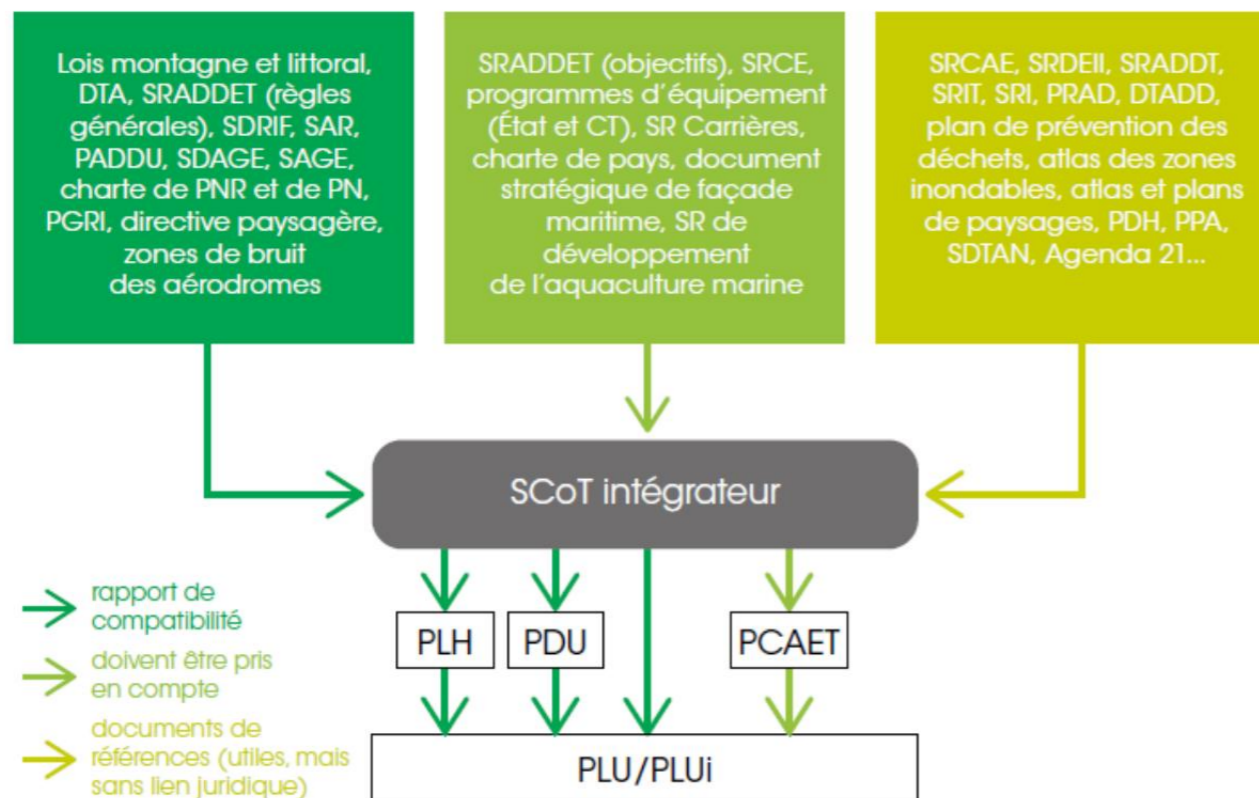 Lois montagne et littoral,
DTA, SRADDET (règles
générales), SDRIF, SAR,
PADDU, SDAGE, SAGE,
charte de PNR et de PN,
PGRI, directive paysagère,
zones de bruit
des aérodromes
SRADDET (objectifs), SRCE,
programmes d’équipement
(État et CT), SR Carrières,
charte de pays, document
stratégique de façade
maritime, SR de
développement
de l’aquaculture marine
SRCAE, SRDEII, SRADDT,
SRIT, SRI, PRAD, DTADD,
plan de prévention des
déchets, atlas des zones
inondables, atlas et plans
de paysages, PDH, PPA,
SDTAN, Agenda 21...
SCoT intégrateur
rapport de
compatibilité
doivent être pris
en compte
documents de
références (utiles, mais
sans lien juridique)
PLH
PDU
PCAET
PLU/PLUi